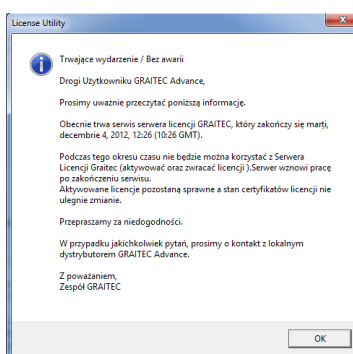 License Utility
Trwające wydarzenie / Bez awarii
Drogi Użytkowniku GRAITEC Advance,
Prosimy uważnie przeczytać poniższą informację.
Obecnie trwa serwis serwera licencji GRAITEC, który zakończy się marţi,
decembrie 4, 2012, 12:26 (10:26 GMT).
Podczas tego okresu czasu nie będzie można korzystać z Serwera
Licencji Graitec (aktywować oraz zwracać licencji ).Serwer wznowi pracę
po zakończeniu serwisu.
Aktywowane licencje pozostaną sprawne a stan certyfikatów licencji nie
ulegnie zmianie.
Przepraszamy za niedogodności.
W przypadku jakichkolwiek pytań, prosimy o kontakt z lokalnym
dystrybutorem GRAITEC Advance.
Z poważaniem,
Zespół GRAITEC
OK